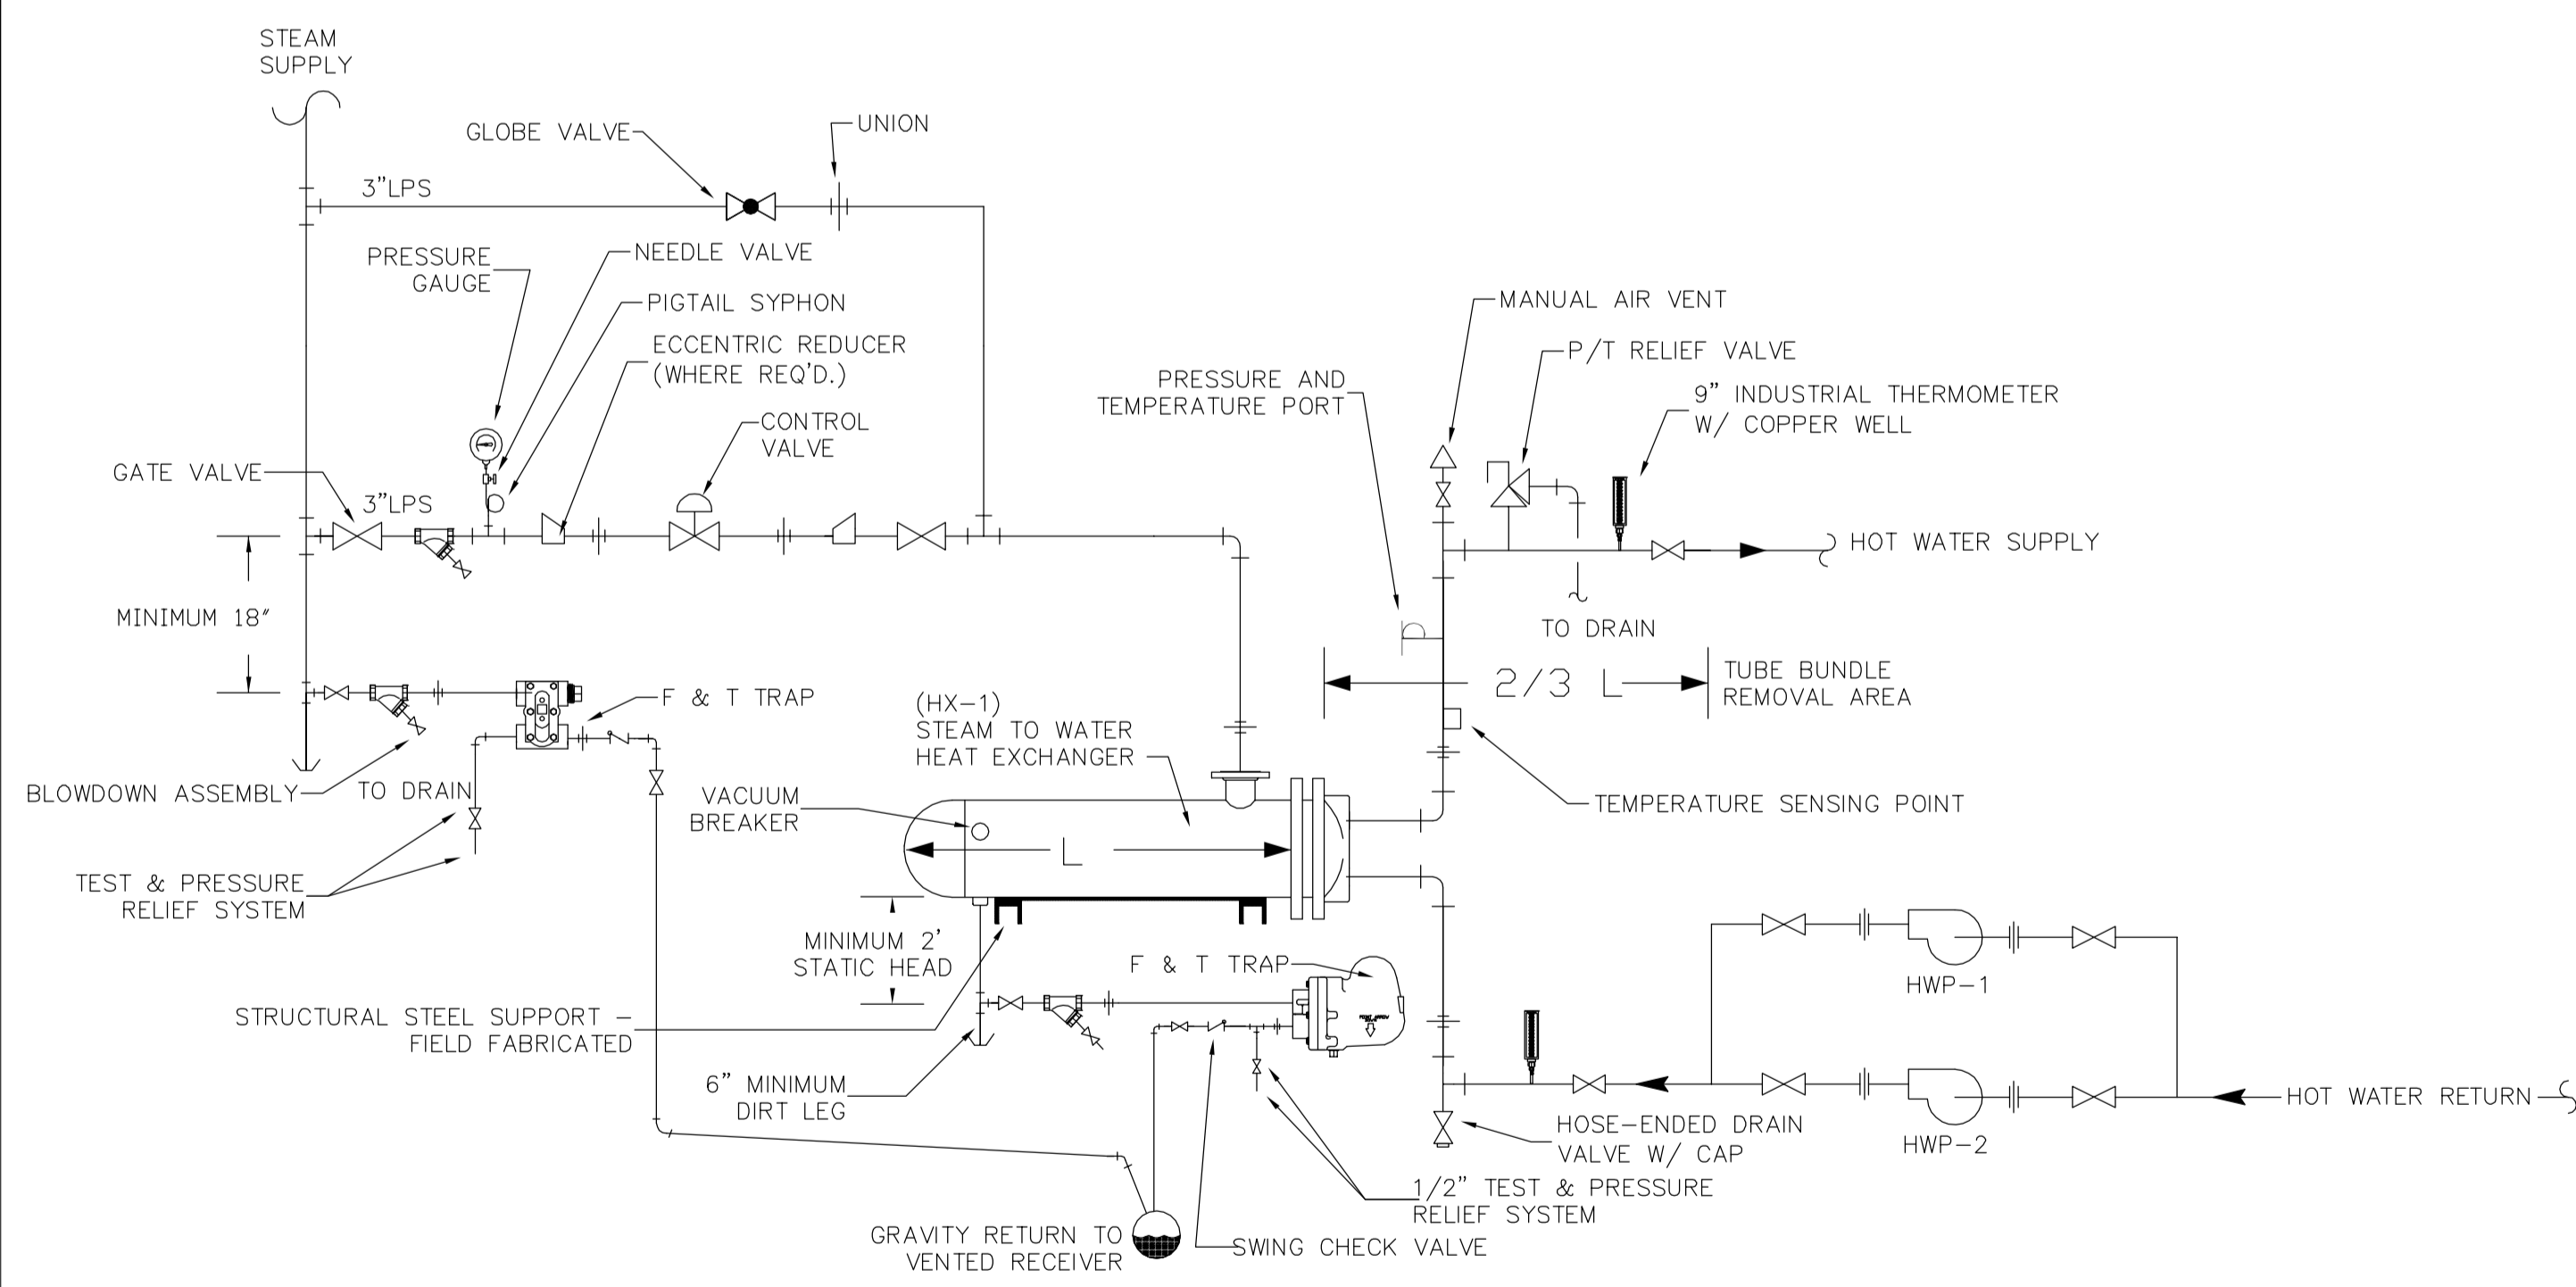 STEAM
SUPPLY
GLOBE VALVE
UNION
3"LPS
PRESSURE
GAUGE
NEEDLE VALVE
PIGTAIL SYPHON
ECCENTRIC REDUCER
(WHERE REQ'D.)
CONTROL
VALVE
GATE VALVE
3"LPS
MINIMUM 18"
F & T TRAP
BLOWDOWN ASSEMBLY
TO DRAIN
TEST & PRESSURE
RELIEF SYSTEM
(HX-1)
STEAM TO WATER
HEAT EXCHANGER
VACUUM
BREAKER
L
MINIMUM 2'
STATIC HEAD
STRUCTURAL STEEL SUPPORT -
FIELD FABRICATED
6" MINIMUM
DIRT LEG
F & T TRAP
GRAVITY RETURN TO
VENTED RECEIVER
SWING CHECK VALVE
1/2" TEST & PRESSURE
RELIEF SYSTEM
MANUAL AIR VENT
P/T RELIEF VALVE
PRESSURE AND
TEMPERATURE PORT
9" INDUSTRIAL THERMOMETER
W/ COPPER WELL
HOT WATER SUPPLY
TO DRAIN
2/3 L
TUBE BUNDLE
REMOVAL AREA
TEMPERATURE SENSING POINT
HWP-1
HWP-2
HOT WATER RETURN
HOSE-ENDED DRAIN
VALVE W/ CAP